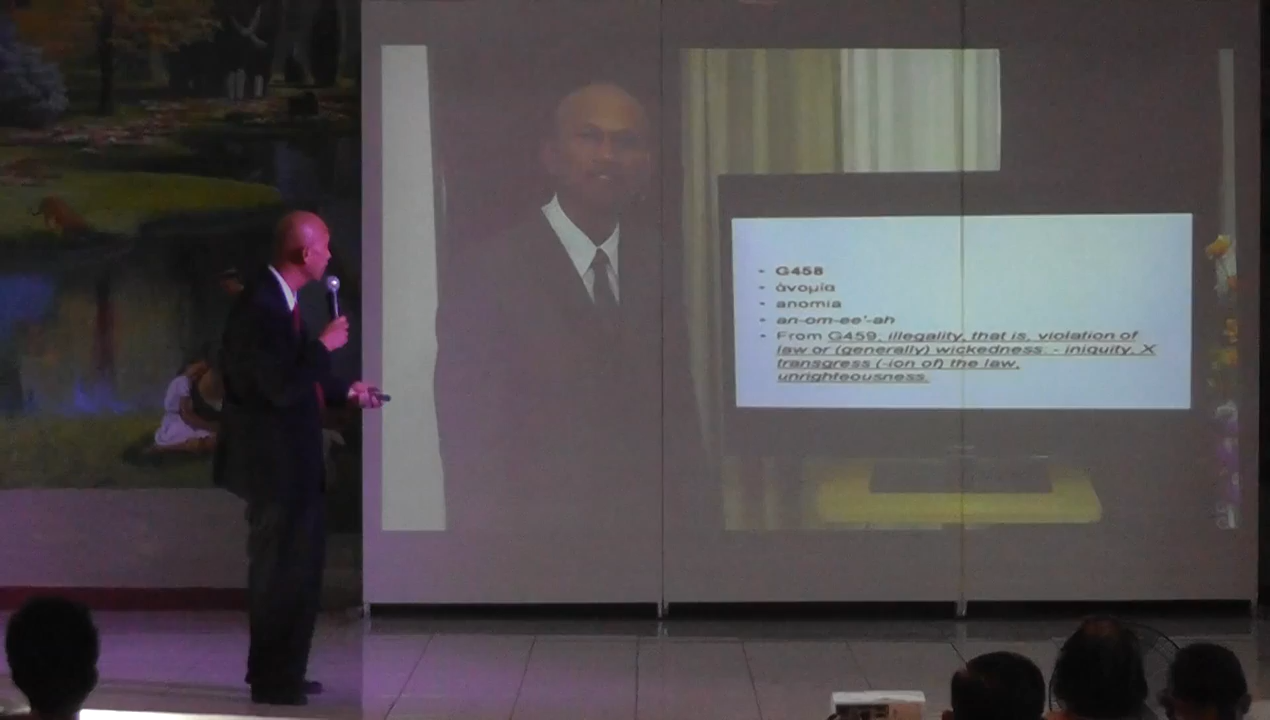 - G458
- ἀνομία
- anomia
- an-om-ee'-ah
- From G459, illegality, that is, violation of
law or (generally) wickedness: - iniquity, X
transgress (-ion of) the law,
unrighteousness.